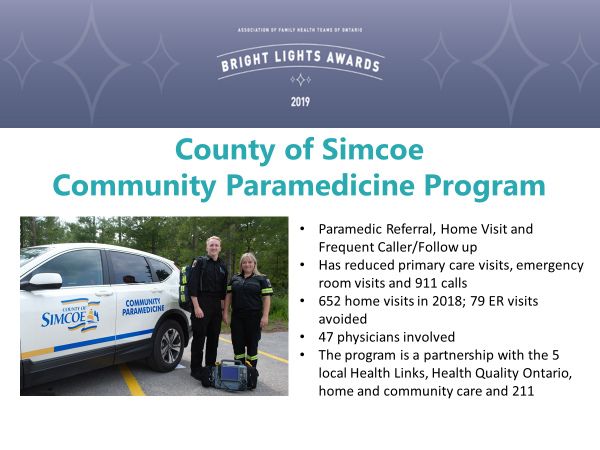 ASSOCIATION OF FAMILY HEALTH TEAMS OF ONTARIO
BRIGHT LIGHTS AWARDS
2019
County of Simcoe
Community Paramedicine Program
COUNTY OF
SIMCOE
COMMUNITY
PARAMEDICINE
• Paramedic Referral, Home Visit and
Frequent Caller/Follow up
• Has reduced primary care visits, emergency
room visits and 911 calls
• 652 home visits in 2018; 79 ER visits
avoided
• 47 physicians involved
• The program is a partnership with the 5
local Health Links, Health Quality Ontario,
home and community care and 211